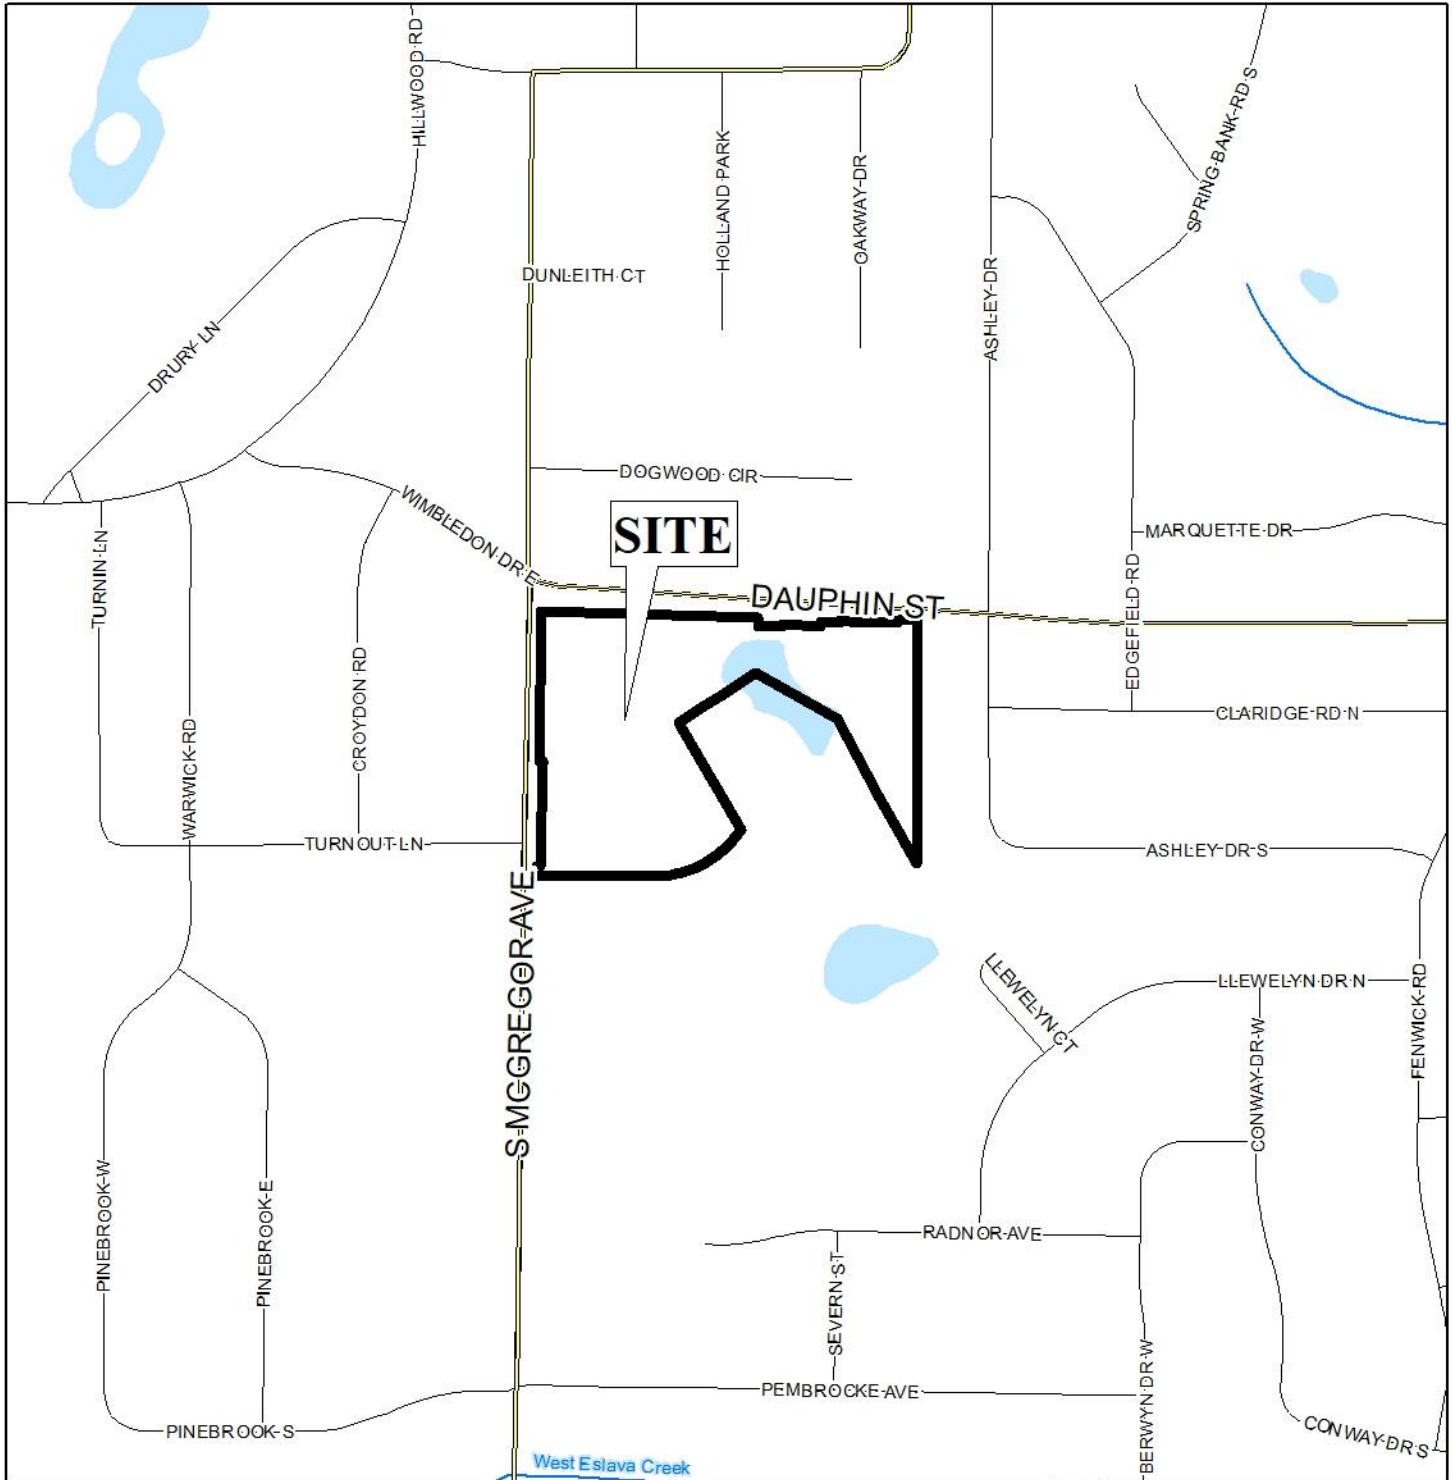 HILLWOOD RD
SPRING BANK RD S
HOLLAND PARK
OAKWAY DR
DUNLEITH CT
ASHLEY DR
DRURY LN
DOGWOOD CIR
WIMBLEDON DR E
SITE
MARQUETTE DR
TURNIN LN
DAUPHIN ST
EDGEFIELD RD
CROYDON RD
WARWICK RD
CLARIDGE RD N
TURNOUT LN
ASHLEY DR S
S MCGREGOR AVE
LLEWELYN CT
LLEWELYN DR N
FENWICK RD
CONWAY DR W
PINEBROOK W
PINEBROOK E
RADNOR AVE
SEVERN ST
PEMBROCKE AVE
BERWYN DR W
PINEBROOK S
CONWAY DR S
West Eslava Creek